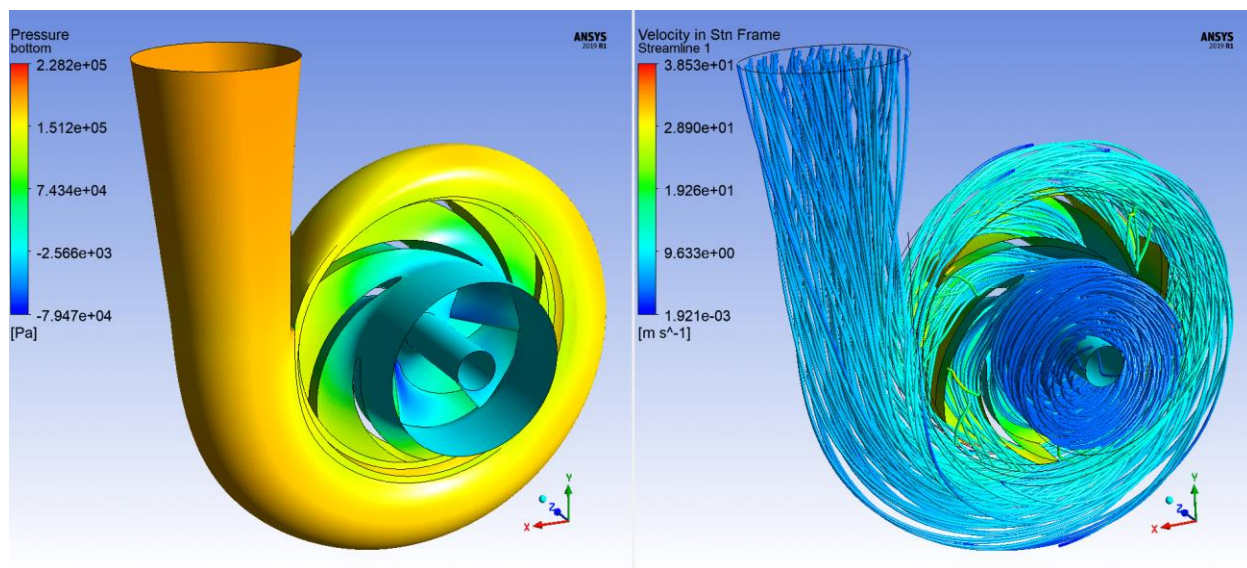 Pressure
bottom
2.282e+05
1.512e+05
7.434e+04
-2.566e+03
-7.947e+04
[Pa]
ANSYS
2019 R1
X
Y
Z
Velocity in Stn Frame
Streamline 1
3.853e+01
2.890e+01
1.926e+01
9.633e+00
1.921e-03
[m s^-1]
ANSYS
2019 R1
X
Y
Z